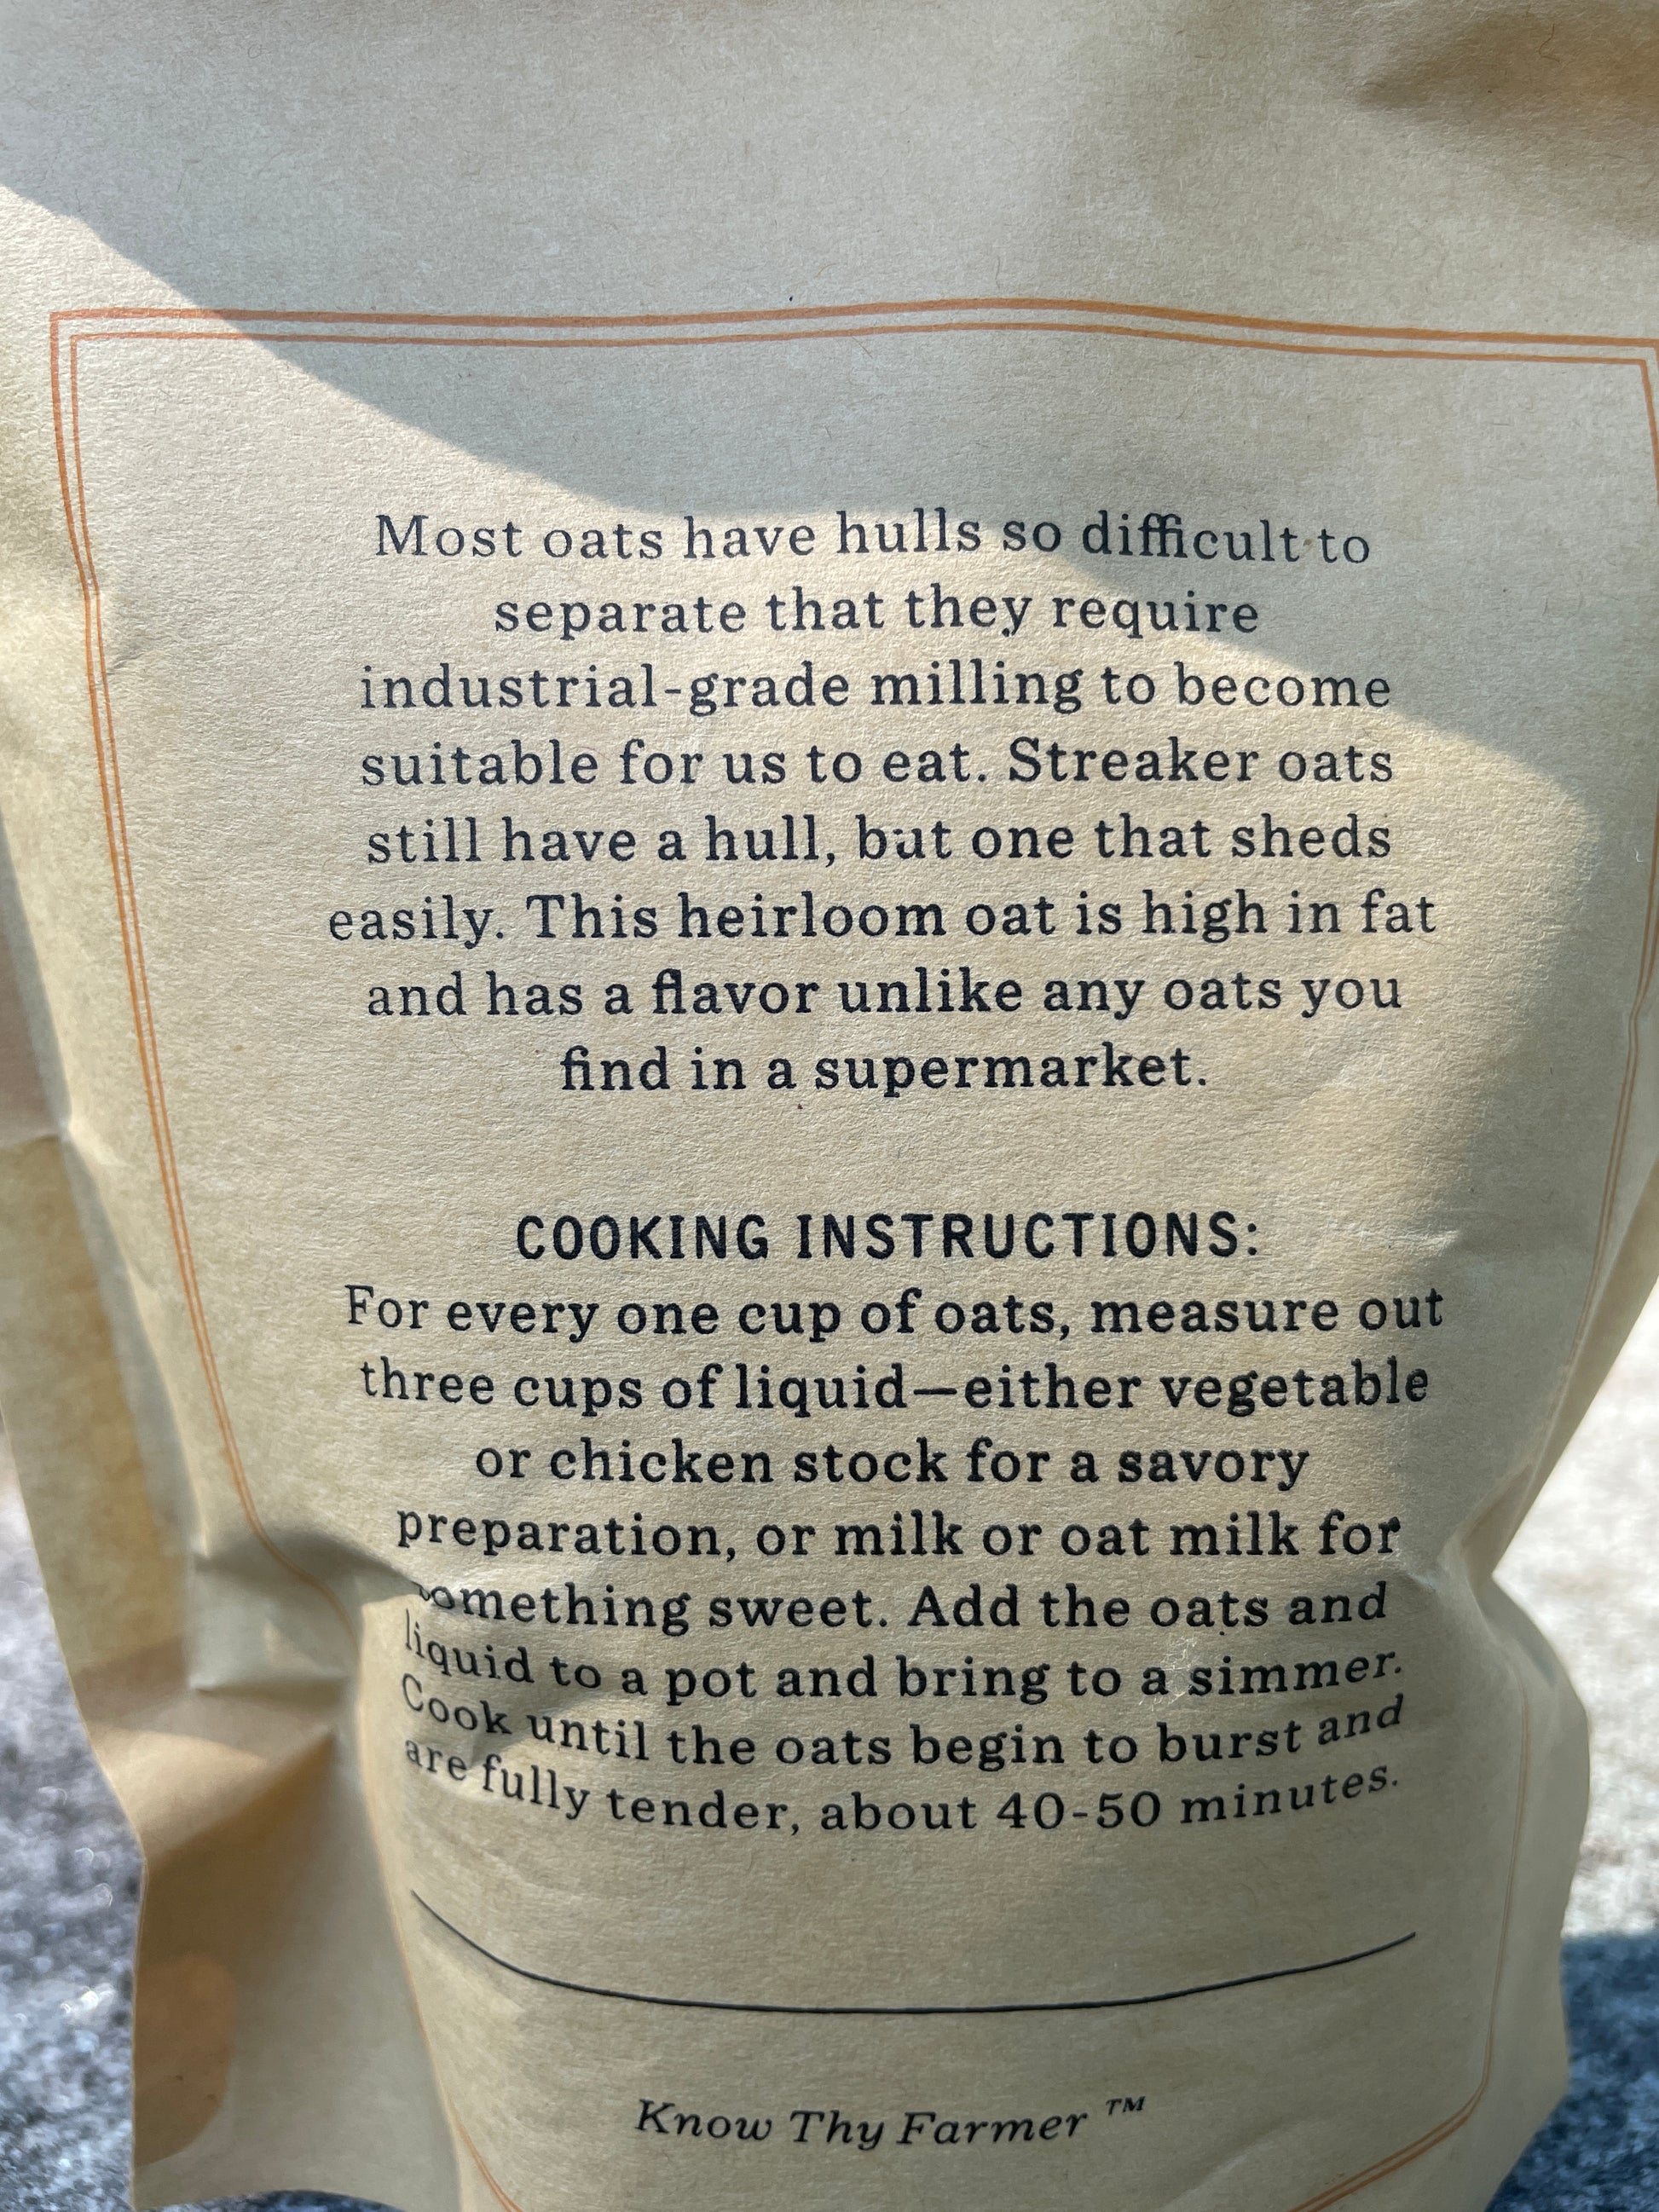 Most oats have hulls so difficult to
separate that they require
industrial-grade milling to become
suitable for us to eat. Streaker oats
still have a hull, but one that sheds
easily. This heirloom oat is high in fat
and has a flavor unlike any oats you
find in a supermarket.
COOKING INSTRUCTIONS:
For every one cup of oats, measure out
three cups of liquid—either vegetable
or chicken stock for a savory
preparation, or milk or oat milk for
something sweet. Add the oats and
liquid to a pot and bring to a simmer.
Cook until the oats begin to burst and
are fully tender, about 40-50 minutes.
Know Thy Farmer ™